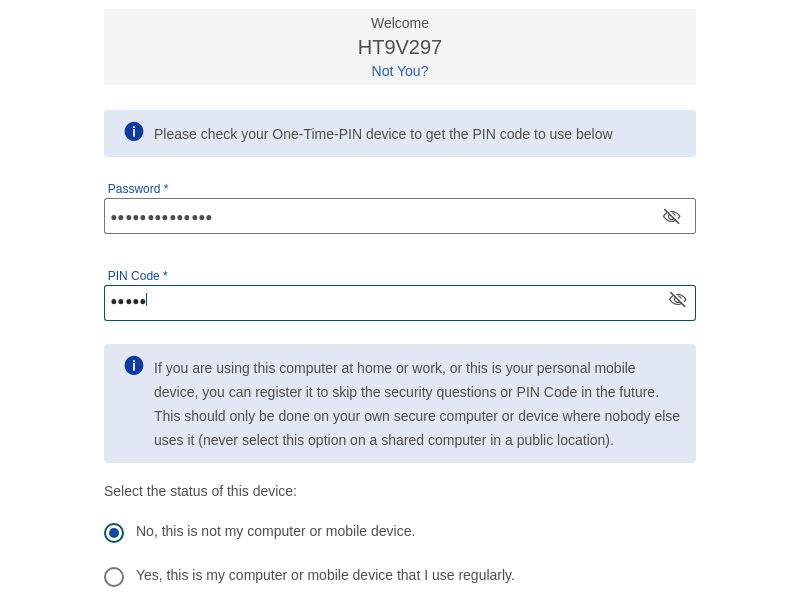 Welcome
HT9V297
Not You?
Please check your One-Time-PIN device to get the PIN code to use below
Password *
••••••••••••••
PIN Code *
•••••
If you are using this computer at home or work, or this is your personal mobile
device, you can register it to skip the security questions or PIN Code in the future.
This should only be done on your own secure computer or device where nobody else
uses it (never select this option on a shared computer in a public location).
Select the status of this device:
No, this is not my computer or mobile device.
Yes, this is my computer or mobile device that I use regularly.